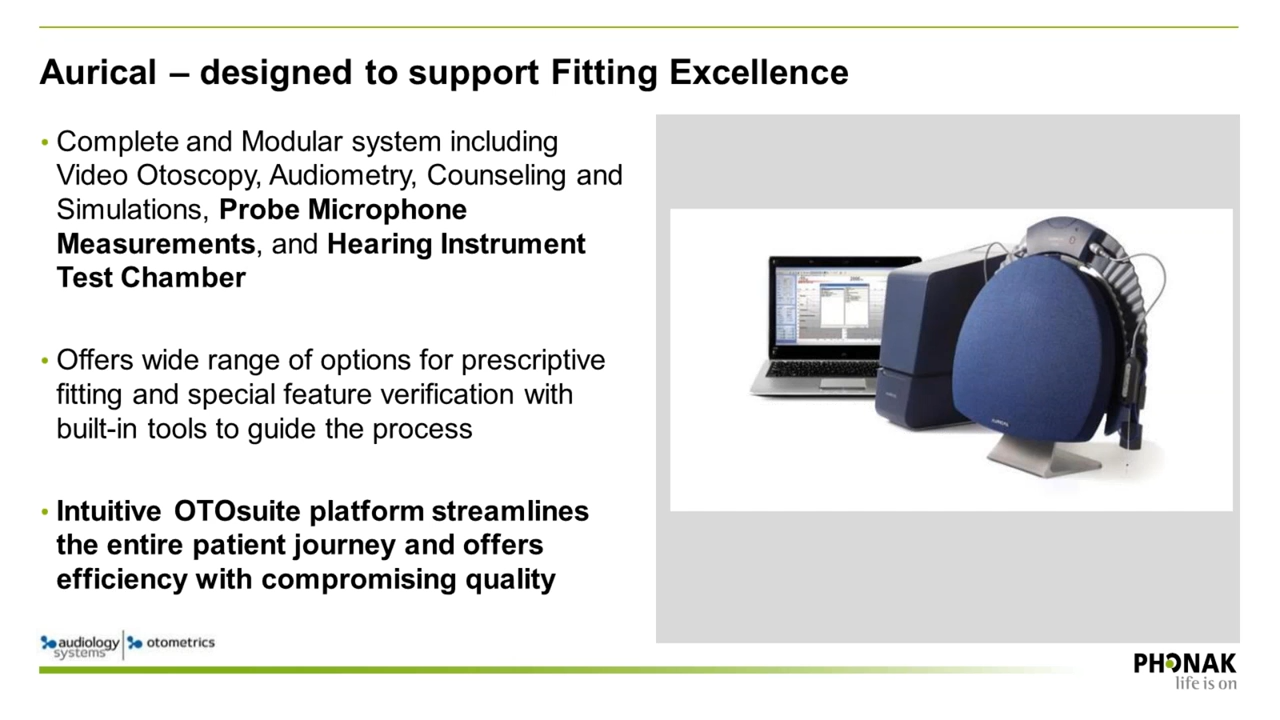 Aurical – designed to support Fitting Excellence
• Complete and Modular system including
Video Otoscopy, Audiometry, Counseling and
Simulations, Probe Microphone
Measurements, and Hearing Instrument
Test Chamber
• Offers wide range of options for prescriptive
fitting and special feature verification with
built-in tools to guide the process
• Intuitive OTOsuite platform streamlines
the entire patient journey and offers
efficiency with compromising quality
audiology
systems
otometrics
PHONAK
life is on